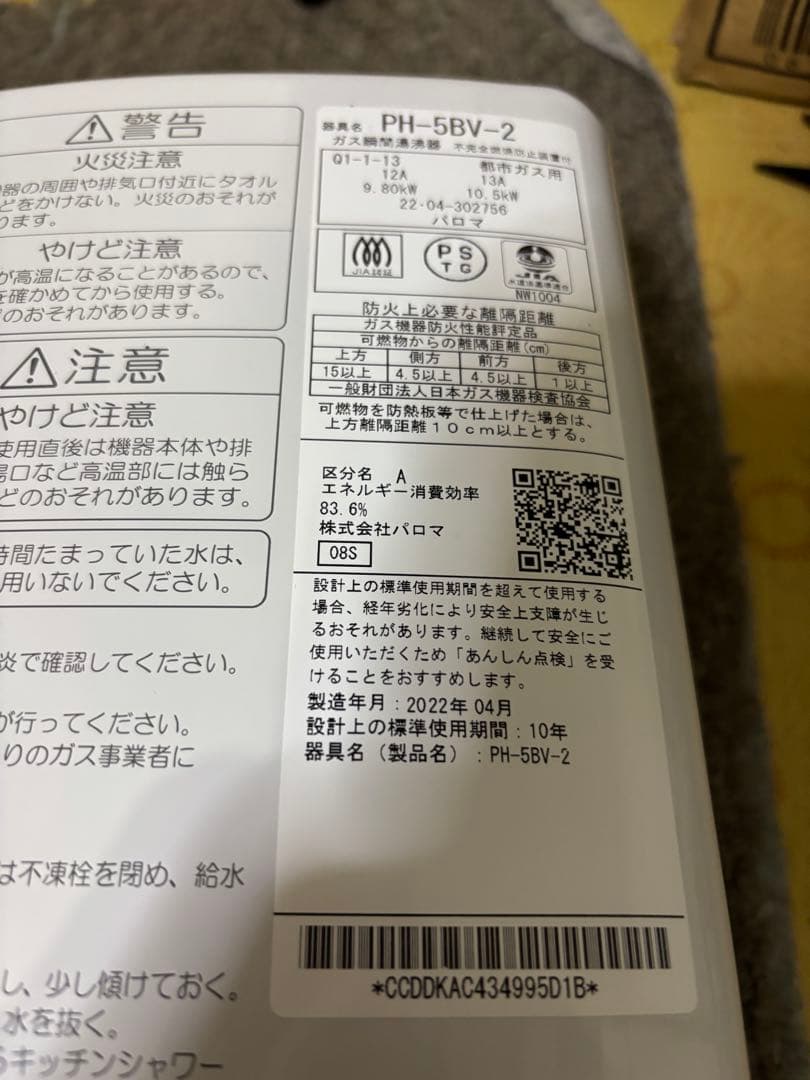 警告
火災注意
器の周囲や排気口付近にタオル
どをかけない。火災のおそれが
ります。
やけど注意
が高温になることがあるので、
を確かめてから使用する。
のおそれがあります。
注意
やけど注意
使用直後は機器本体や排
湯口など高温部には触ら
どのおそれがあります。
時間たまっていた水は、
用いないでください。
炎で確認してください。
が行ってください。
りのガス事業者に
は不凍栓を閉め、給水
し、少し傾けておく。
水を抜く。
るキッチンシャワー
器具名 PH-5BV-2
ガス瞬間湯沸器 不完全燃焼防止装置付
Q1-1-13 都市ガス用
12A 13A
9.80kW 10.5kW
22.04-302756
パロマ
JIA認証
PS
TG
JIA
NW1004
防火上必要な離隔距離
ガス機器防火性能評定品
可燃物からの離隔距離(cm)
上方 側方 前方 後方
15以上 4.5以上 4.5以上 1以上
一般財団法人日本ガス機器検査協会
可燃物を防熱板等で仕上げた場合は、
上方離隔距離10cm以上とする。
区分名 A
エネルギー消費効率
83.6%
株式会社パロマ
08S
設計上の標準使用期間を超えて使用する
場合、経年劣化により安全上支障が生じ
るおそれがあります。継続して安全にご
使用いただくため「あんしん点検」を受
けることをおすすめします。
製造年月：2022年04月
設計上の標準使用期間：10年
器具名（製品名）：PH-5BV-2
*CCDDKAC434995D1B*